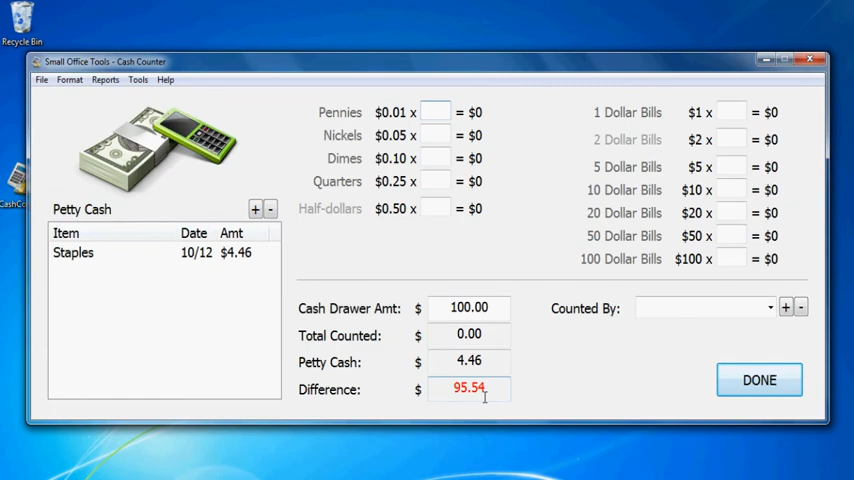 Recycle Bin
Small Office Tools - Cash Counter
File Format Reports Tools Help
Pennies $0.01 x = $0
Nickels $0.05 x = $0
Dimes $0.10 x = $0
Quarters $0.25 x = $0
Half-dollars $0.50 x = $0
1 Dollar Bills $1 x = $0
2 Dollar Bills $2 x = $0
5 Dollar Bills $5 x = $0
10 Dollar Bills $10 x = $0
20 Dollar Bills $20 x = $0
50 Dollar Bills $50 x = $0
100 Dollar Bills $100 x = $0
Petty Cash + -
Item Date Amt
Staples 10/12 $4.46
Cash Drawer Amt: $ 100.00
Total Counted: $ 0.00
Petty Cash: $ 4.46
Difference: $ 95.54
Counted By: + -
DONE